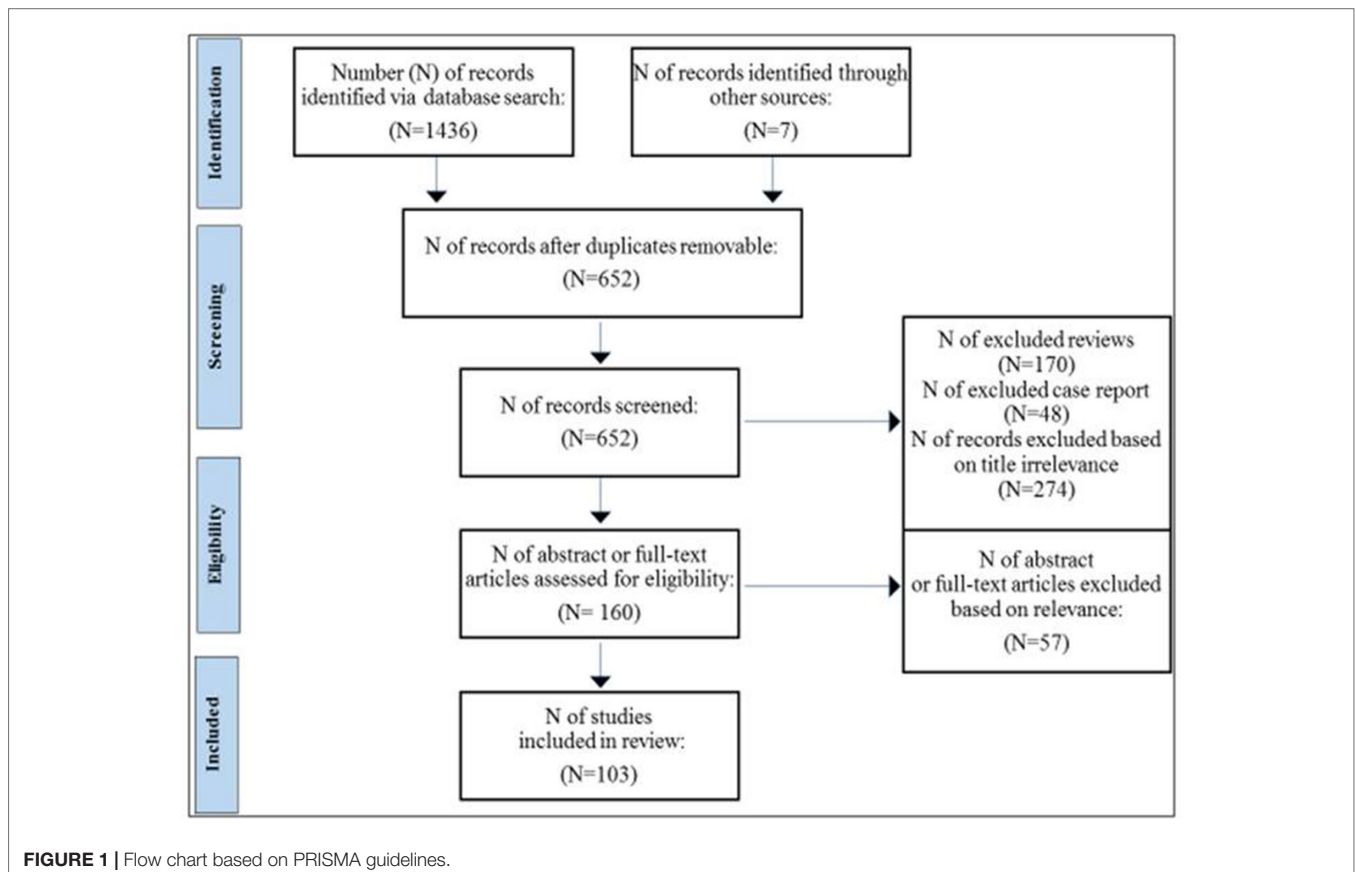 Identification
Number (N) of records
identified via database search:
(N=1436)
N of records identified through
other sources:
(N=7)
Screening
N of records after duplicates removable:
(N=652)
N of records screened:
(N=652)
N of excluded reviews
(N=170)
N of excluded case report
(N=48)
N of records excluded based
on title irrelevance
(N=274)
Eligibility
N of abstract or full-text
articles assessed for eligibility:
(N= 160)
N of abstract
or full-text articles excluded
based on relevance:
(N=57)
Included
N of studies
included in review:
(N=103)
FIGURE 1 | Flow chart based on PRISMA guidelines.